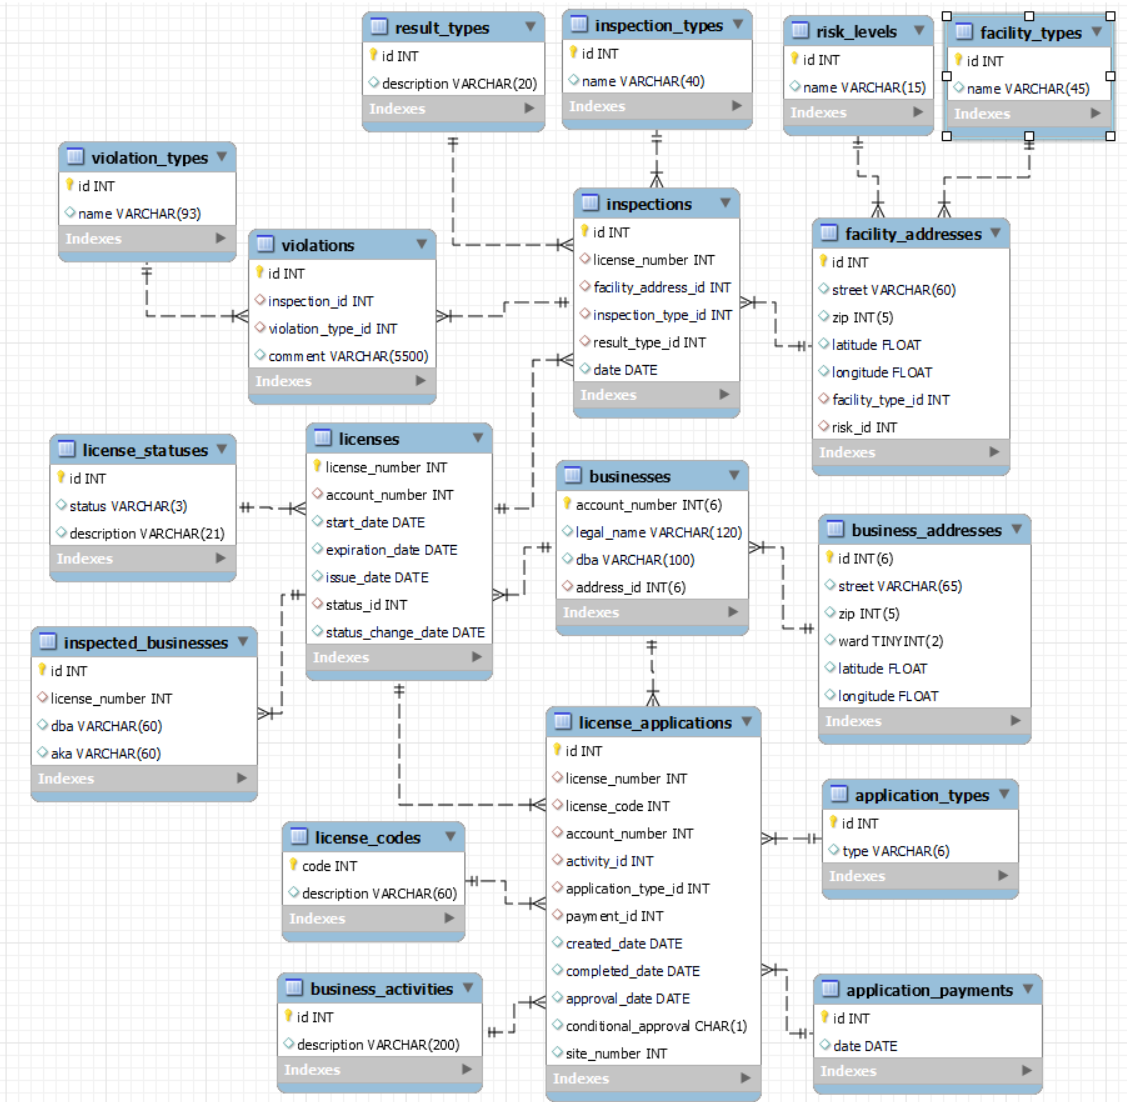 result_types
id INT
description VARCHAR(20)
Indexes
inspection_types
id INT
name VARCHAR(40)
Indexes
risk_levels
id INT
name VARCHAR(15)
Indexes
facility_types
id INT
name VARCHAR(45)
Indexes
violation_types
id INT
name VARCHAR(93)
Indexes
violations
id INT
inspection_id INT
violation_type_id INT
comment VARCHAR(5500)
Indexes
inspections
id INT
license_number INT
facility_address_id INT
inspection_type_id INT
result_type_id INT
date DATE
Indexes
facility_addresses
id INT
street VARCHAR(60)
zip INT(5)
latitude FLOAT
longitude FLOAT
facility_type_id INT
risk_id INT
Indexes
license_statuses
id INT
status VARCHAR(3)
description VARCHAR(21)
Indexes
licenses
license_number INT
account_number INT
start_date DATE
expiration_date DATE
issue_date DATE
status_id INT
status_change_date DATE
Indexes
businesses
account_number INT(6)
legal_name VARCHAR(120)
dba VARCHAR(100)
address_id INT(6)
Indexes
business_addresses
id INT(6)
street VARCHAR(65)
zip INT(5)
ward TINYINT(2)
latitude FLOAT
longitude FLOAT
Indexes
inspected_businesses
id INT
license_number INT
dba VARCHAR(60)
aka VARCHAR(60)
Indexes
license_applications
id INT
license_number INT
license_code INT
account_number INT
activity_id INT
application_type_id INT
payment_id INT
created_date DATE
completed_date DATE
approval_date DATE
conditional_approval CHAR(1)
site_number INT
Indexes
application_types
id INT
type VARCHAR(6)
Indexes
license_codes
code INT
description VARCHAR(60)
Indexes
business_activities
id INT
description VARCHAR(200)
Indexes
application_payments
id INT
date DATE
Indexes